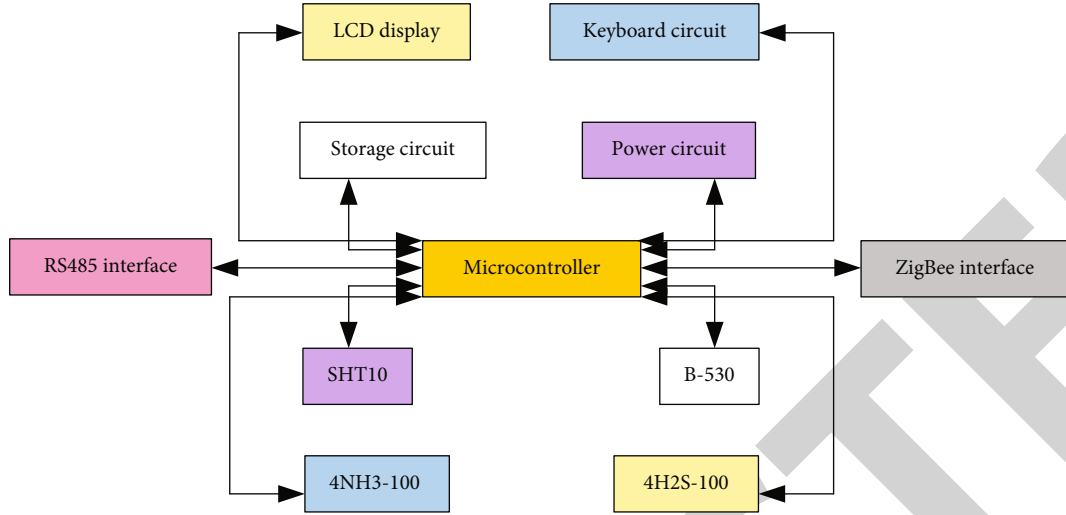 LCD display
Keyboard circuit
Storage circuit
Power circuit
RS485 interface
Microcontroller
ZigBee interface
SHT10
B-530
4NH3-100
4H2S-100